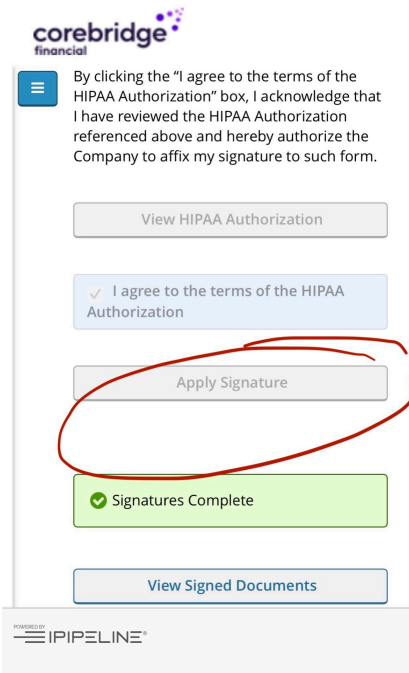 corebridge
financial
By clicking the “I agree to the terms of the
HIPAA Authorization” box, I acknowledge that
I have reviewed the HIPAA Authorization
referenced above and hereby authorize the
Company to affix my signature to such form.
View HIPAA Authorization
I agree to the terms of the HIPAA
Authorization
Apply Signature
Signatures Complete
View Signed Documents
POWERED BY
IPIPELINE®